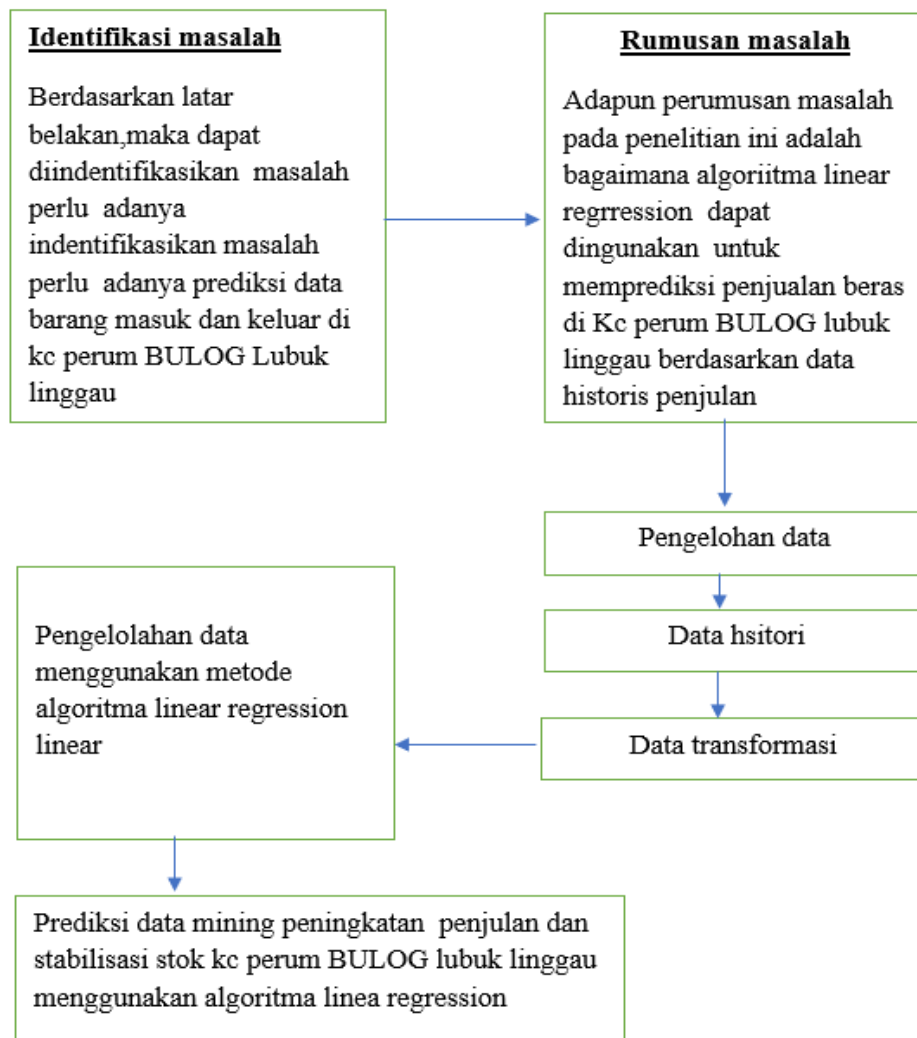 Identifikasi masalah
Berdasarkan latar
belakan,maka dapat
diindentifikasikan masalah
perlu adanya
indentifikasikan masalah
perlu adanya prediksi data
barang masuk dan keluar di
kc perum BULOG Lubuk
linggau
Rumusan masalah
Adapun perumusan masalah
pada penelitian ini adalah
bagaimana algoriitma linear
regrression dapat
dingunakan untuk
memprediksi penjualan beras
di Kc perum BULOG lubuk
linggau berdasarkan data
historis penjulan
Pengelohan data
Data hsitori
Data transformasi
Pengelolahan data
menggunakan metode
algoritma linear regression
linear
Prediksi data mining peningkatan penjulan dan
stabilisasi stok kc perum BULOG lubuk linggau
menggunakan algoritma linea regression